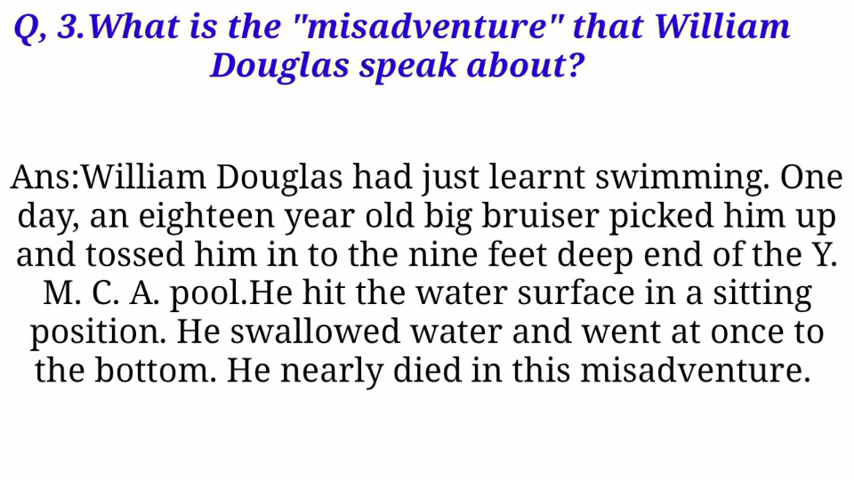 Q, 3.What is the "misadventure" that William
Douglas speak about?
Ans:William Douglas had just learnt swimming. One
day, an eighteen year old big bruiser picked him up
and tossed him in to the nine feet deep end of the Y.
M. C. A. pool.He hit the water surface in a sitting
position. He swallowed water and went at once to
the bottom. He nearly died in this misadventure.